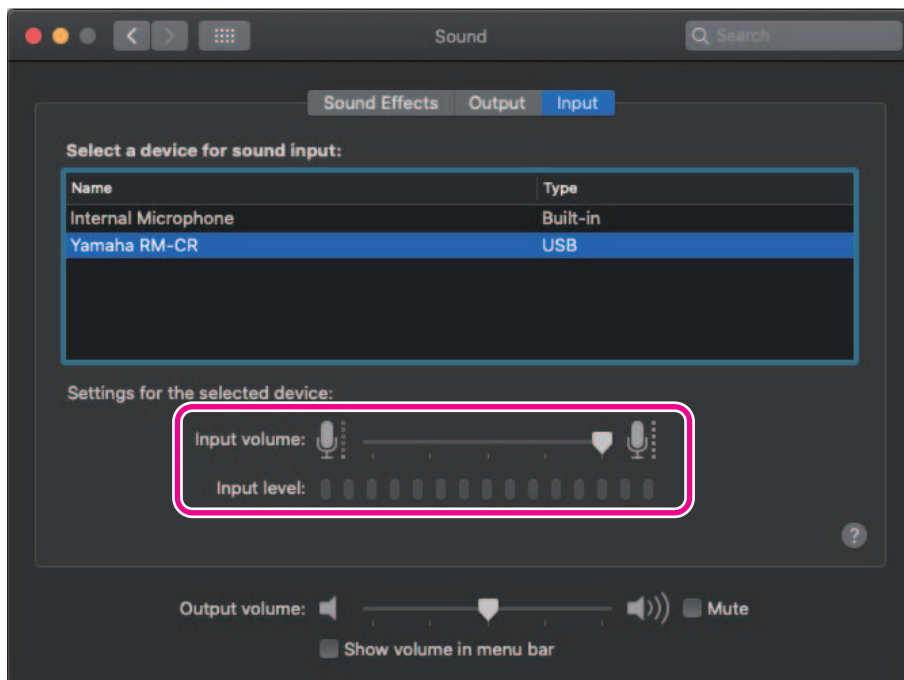 Sound
Search
Sound Effects Output Input
Select a device for sound input:
Name Type
Internal Microphone Built-in
Yamaha RM-CR USB
Settings for the selected device:
Input volume:
Input level:
?
Output volume: Mute
Show volume in menu bar